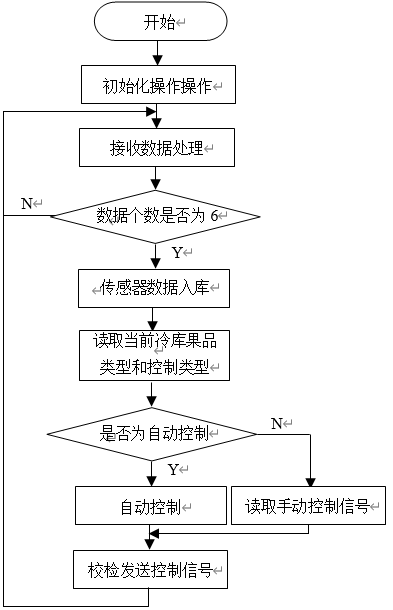 开始
初始化操作操作
接收数据处理
N
数据个数是否为 6
Y
传感器数据入库
读取当前冷库果品
类型和控制类型
是否为自动控制
N
Y
自动控制
读取手动控制信号
校检发送控制信号